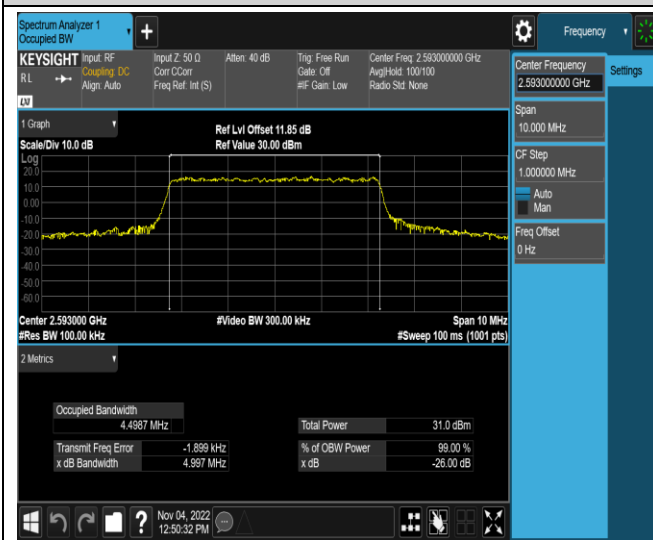 Spectrum Analyzer 1
Occupied BW
+
Frequency
KEYSIGHT
RL
LXI
Input: RF
Coupling: DC
Align: Auto
Input Z: 50 Ω
Corr CCorr
Freq Ref: Int (S)
Atten: 40 dB
Trig: Free Run
Gate: Off
#IF Gain: Low
Center Freq: 2.593000000 GHz
Avg|Hold: 100/100
Radio Std: None
Center Frequency
2.593000000 GHz
Settings
Span
10.000 MHz
CF Step
1.000000 MHz
Auto
Man
Freq Offset
0 Hz
1 Graph
Scale/Div 10.0 dB
Ref Lvl Offset 11.85 dB
Ref Value 30.00 dBm
Log
20.0
10.0
0.00
-10.0
-20.0
-30.0
-40.0
-50.0
-60.0
Center 2.593000 GHz
#Video BW 300.00 kHz
Span 10 MHz
#Res BW 100.00 kHz
#Sweep 100 ms (1001 pts)
2 Metrics
Occupied Bandwidth
4.4987 MHz
Total Power 31.0 dBm
Transmit Freq Error -1.899 kHz
% of OBW Power 99.00 %
x dB Bandwidth 4.997 MHz
x dB -26.00 dB
?
Nov 04, 2022
12:50:32 PM